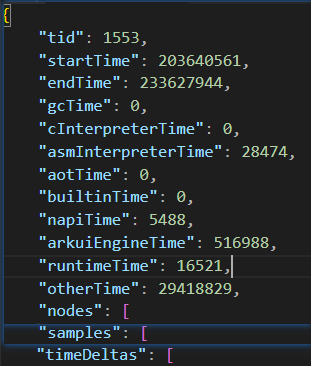 {
"tid": 1553,
"startTime": 203640561,
"endTime": 233627944,
"gcTime": 0,
"cInterpreterTime": 0,
"asmInterpreterTime": 28474,
"aotTime": 0,
"builtinTime": 0,
"napiTime": 5488,
"arkuiEngineTime": 516988,
"runtimeTime": 16521,
"otherTime": 29418829,
"nodes": [
"samples": [
"timeDeltas": [